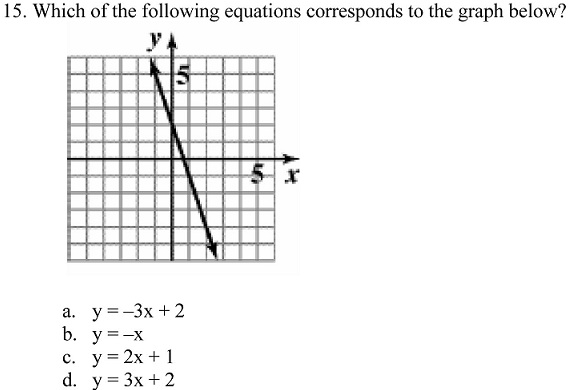 15. Which of the following equations corresponds to the graph below?
y
5
5 x
a. y = –3x + 2
b. y = –x
c. y = 2x + 1
d. y = 3x + 2